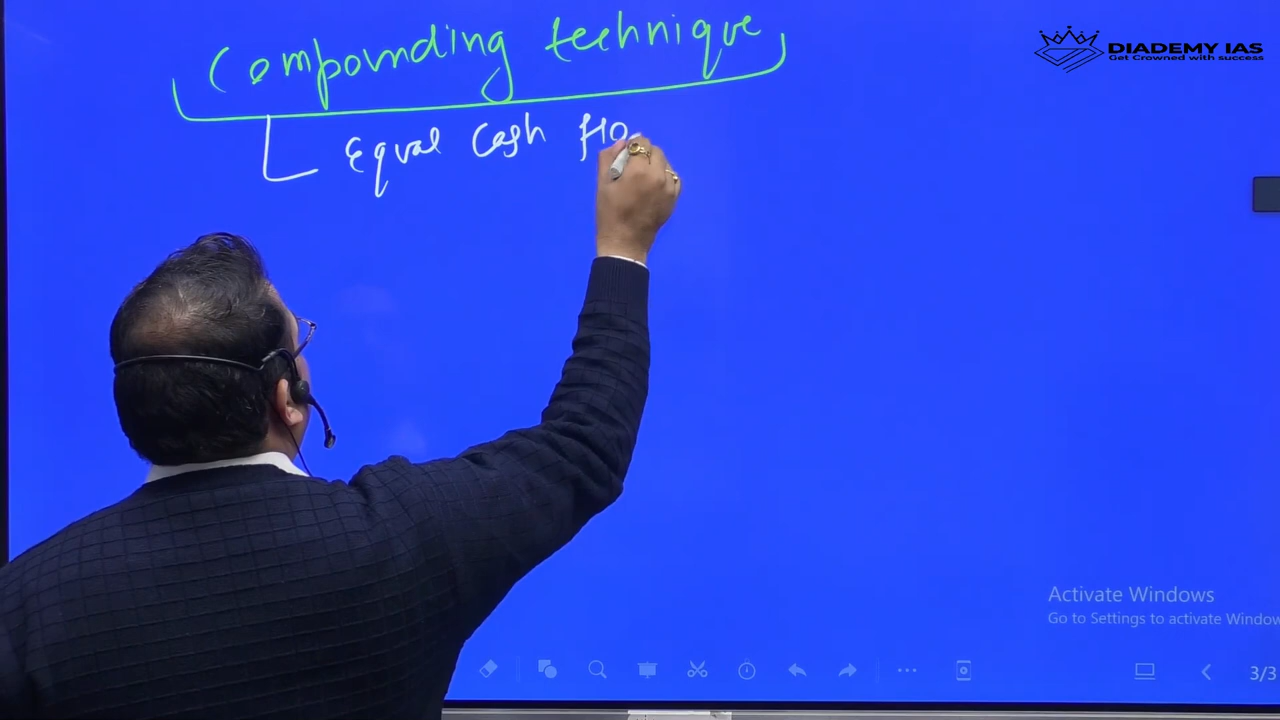 Compounding technique
DIADEMY IAS
Get Crowned with success
Equal Cash flo
Activate Windows
Go to Settings to activate Window
3/3